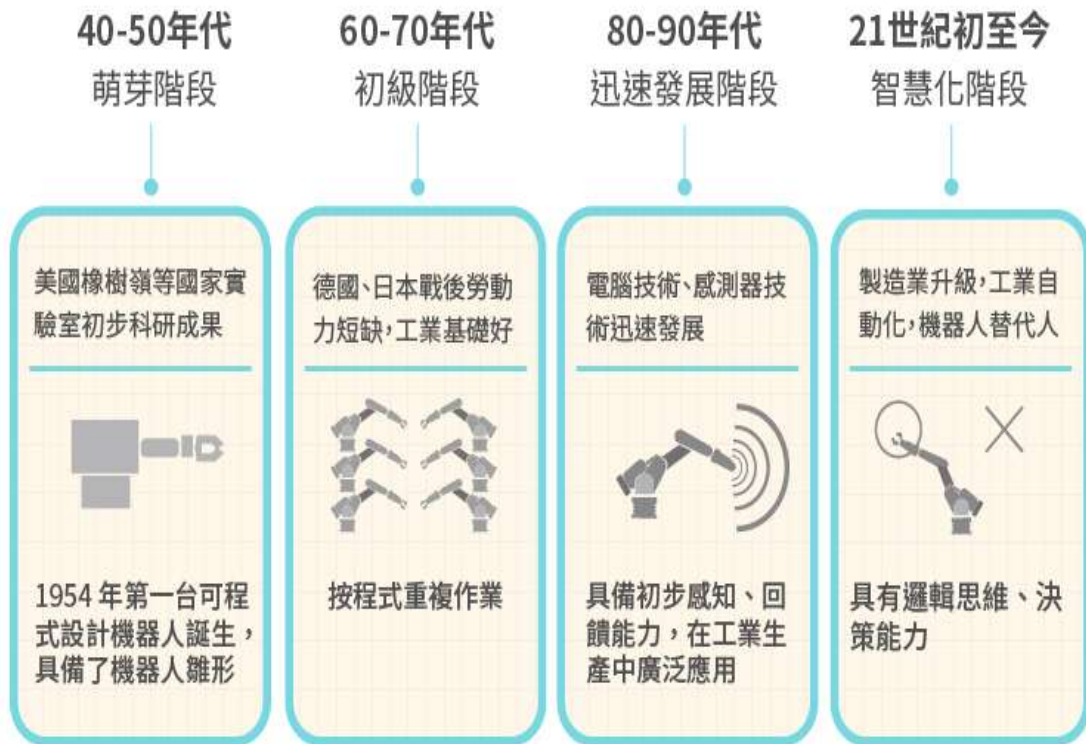 40-50年代
萌芽階段
60-70年代
初級階段
80-90年代
迅速發展階段
21世紀初至今
智慧化階段
美國橡樹嶺等國家實
驗室初步科研成果
1954 年第一台可程
式設計機器人誕生，
具備了機器人雛形
德國、日本戰後勞動
力短缺，工業基礎好
按程式重複作業
電腦技術、感測器技
術迅速發展
具備初步感知、回
饋能力，在工業生
產中廣泛應用
製造業升級，工業自
動化，機器人替代人
具有邏輯思維、決
策能力